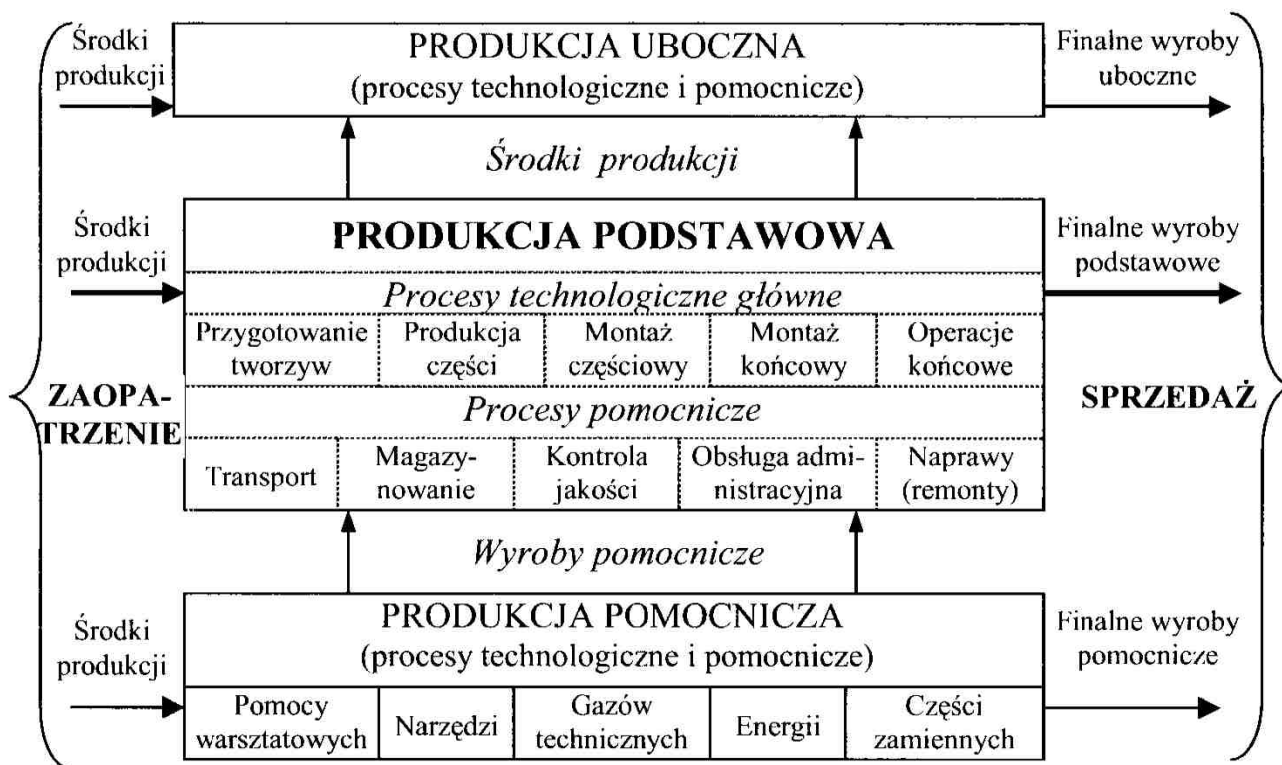 Środki
produkcji
PRODUKCJA UBOCZNA
(procesy technologiczne i pomocnicze)
Finalne wyroby
uboczne
Środki produkcji
Środki
produkcji
PRODUKCJA PODSTAWOWA
Finalne wyroby
podstawowe
Procesy technologiczne główne
Przygotowanie
tworzyw
Produkcja
części
Montaż
częściowy
Montaż
końcowy
Operacje
końcowe
ZAOPA-
TRZENIE
Procesy pomocnicze
SPRZEDAŻ
Transport
Magazy-
nowanie
Kontrola
jakości
Obsługa admi-
nistracyjna
Naprawy
(remonty)
Wyroby pomocnicze
Środki
produkcji
PRODUKCJA POMOCNICZA
(procesy technologiczne i pomocnicze)
Finalne wyroby
pomocnicze
Pomocy
warsztatowych
Narzędzi
Gazów
technicznych
Energii
Części
zamiennych